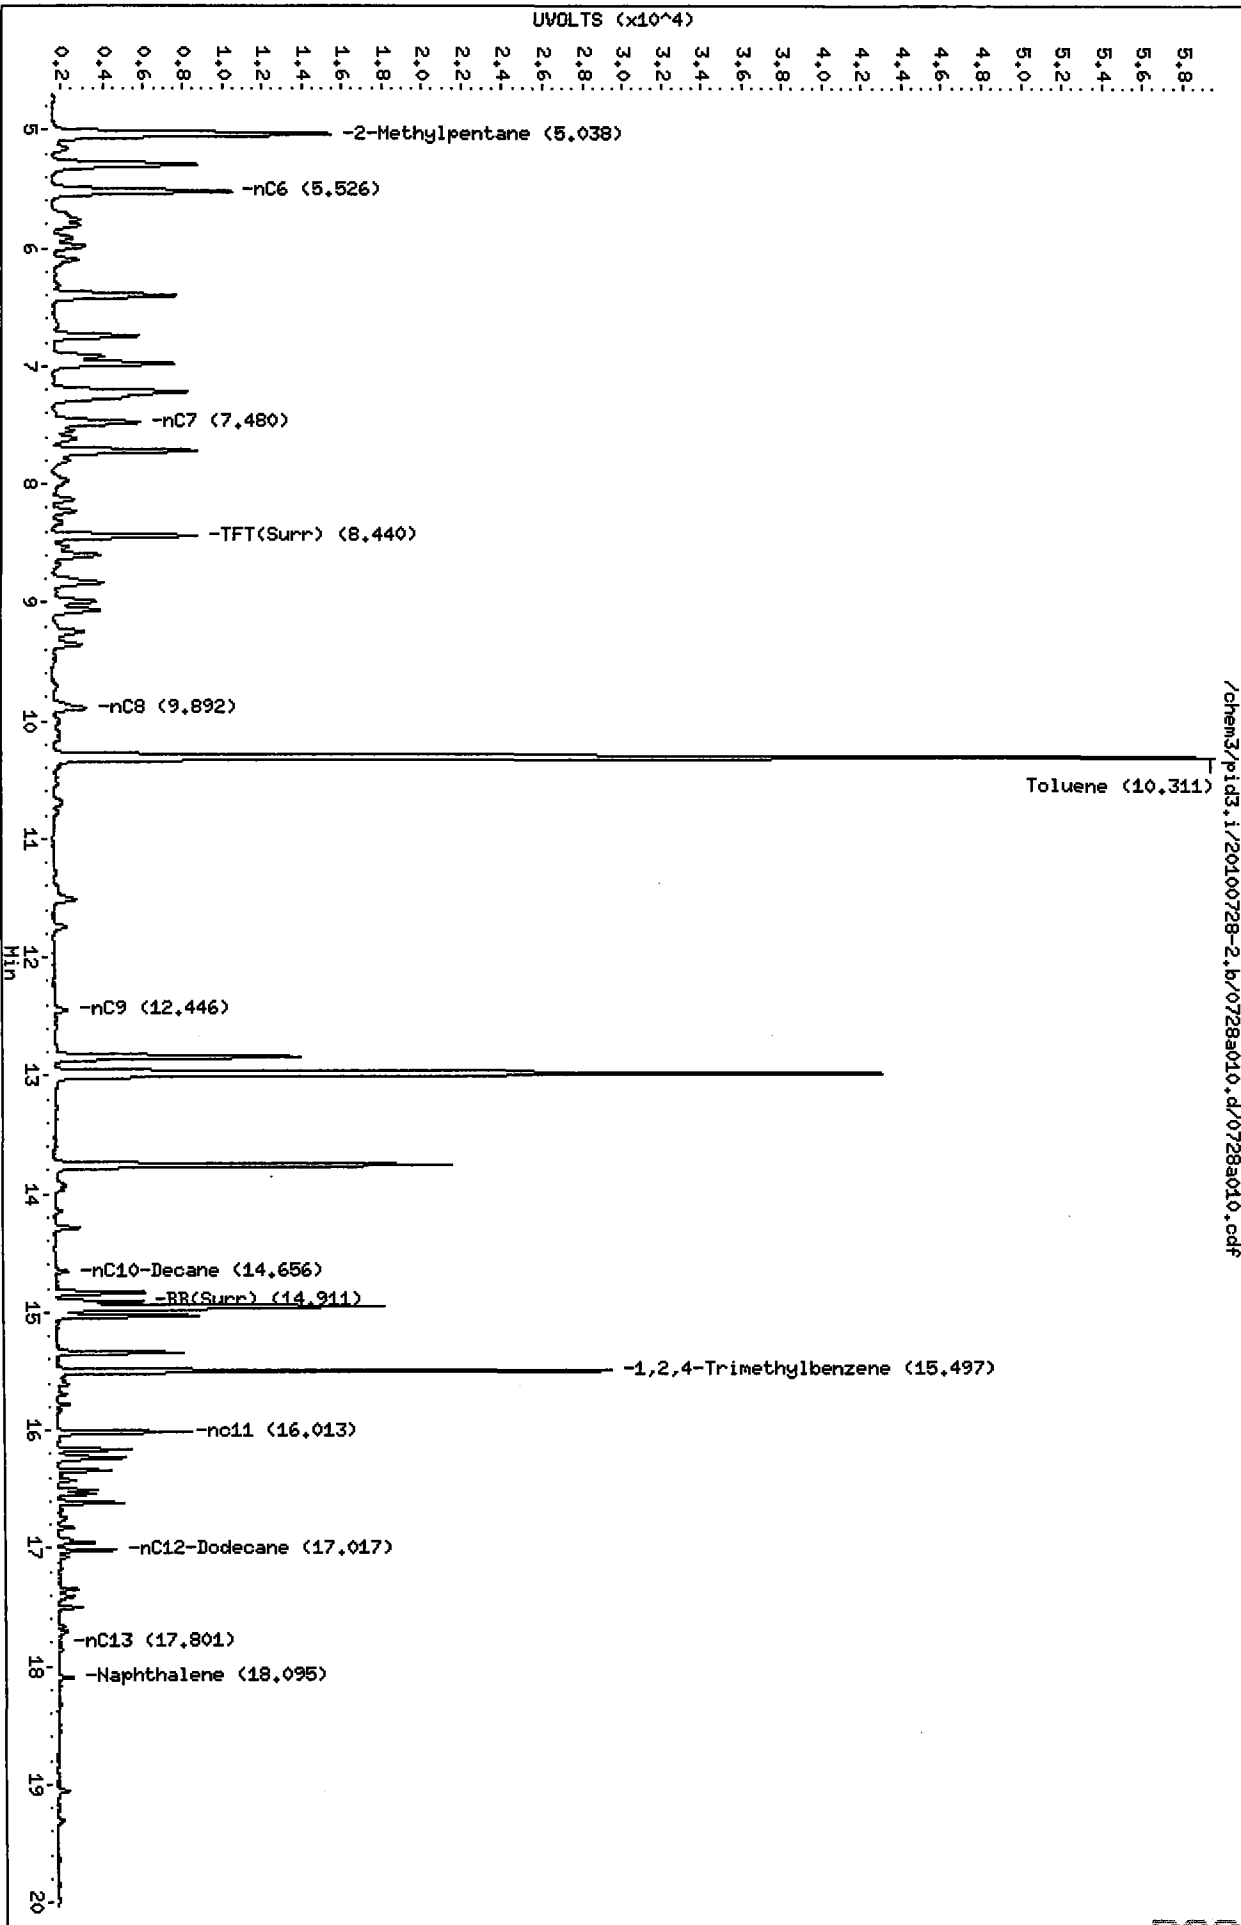 /chem3/pid3.i/20100728-2.b/0728a010.d/0728a010.cdf
UVOLTS (x10^4)
0.2
0.4
0.6
0.8
1.0
1.2
1.4
1.6
1.8
2.0
2.2
2.4
2.6
2.8
3.0
3.2
3.4
3.6
3.8
4.0
4.2
4.4
4.6
4.8
5.0
5.2
5.4
5.6
5.8
-2-Methylpentane (5.038)
-nC6 (5.526)
-nC7 (7.480)
-TFT(Surr) (8.440)
-nC8 (9.892)
Toluene (10.311)
-nC9 (12.446)
-nC10-Decane (14.656)
-BB(Surr) (14.911)
-1,2,4-Trimethylbenzene (15.497)
-nc11 (16.013)
-nC12-Dodecane (17.017)
-nC13 (17.801)
-Naphthalene (18.095)
5
6
7
8
9
10
11
12
13
14
15
16
17
18
19
20
Min